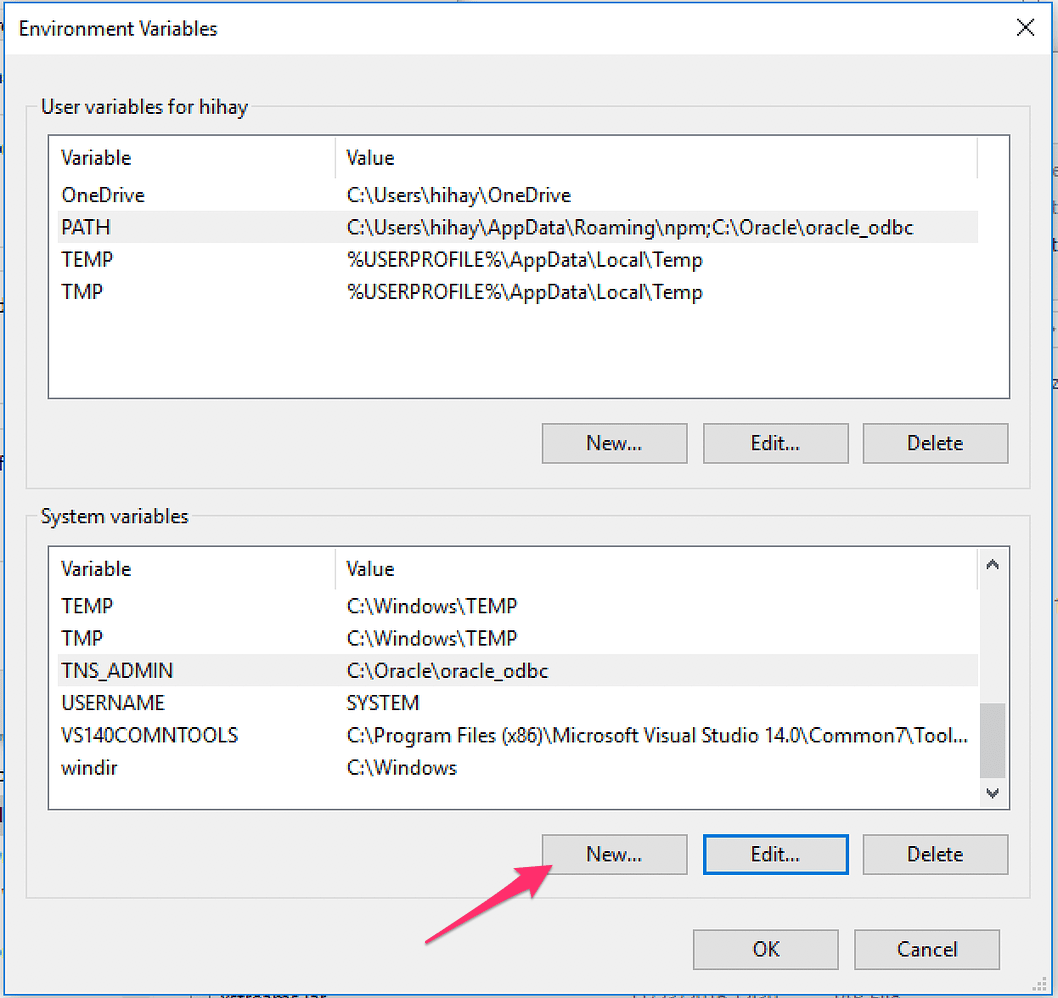 Environment Variables
User variables for hihay
Variable Value
OneDrive C:\Users\hihay\OneDrive
PATH C:\Users\hihay\AppData\Roaming\npm;C:\Oracle\oracle_odbc
TEMP %USERPROFILE%\AppData\Local\Temp
TMP %USERPROFILE%\AppData\Local\Temp
New... Edit... Delete
System variables
Variable Value
TEMP C:\Windows\TEMP
TMP C:\Windows\TEMP
TNS_ADMIN C:\Oracle\oracle_odbc
USERNAME SYSTEM
VS140COMNTOOLS C:\Program Files (x86)\Microsoft Visual Studio 14.0\Common7\Tool...
windir C:\Windows
New... Edit... Delete
OK Cancel